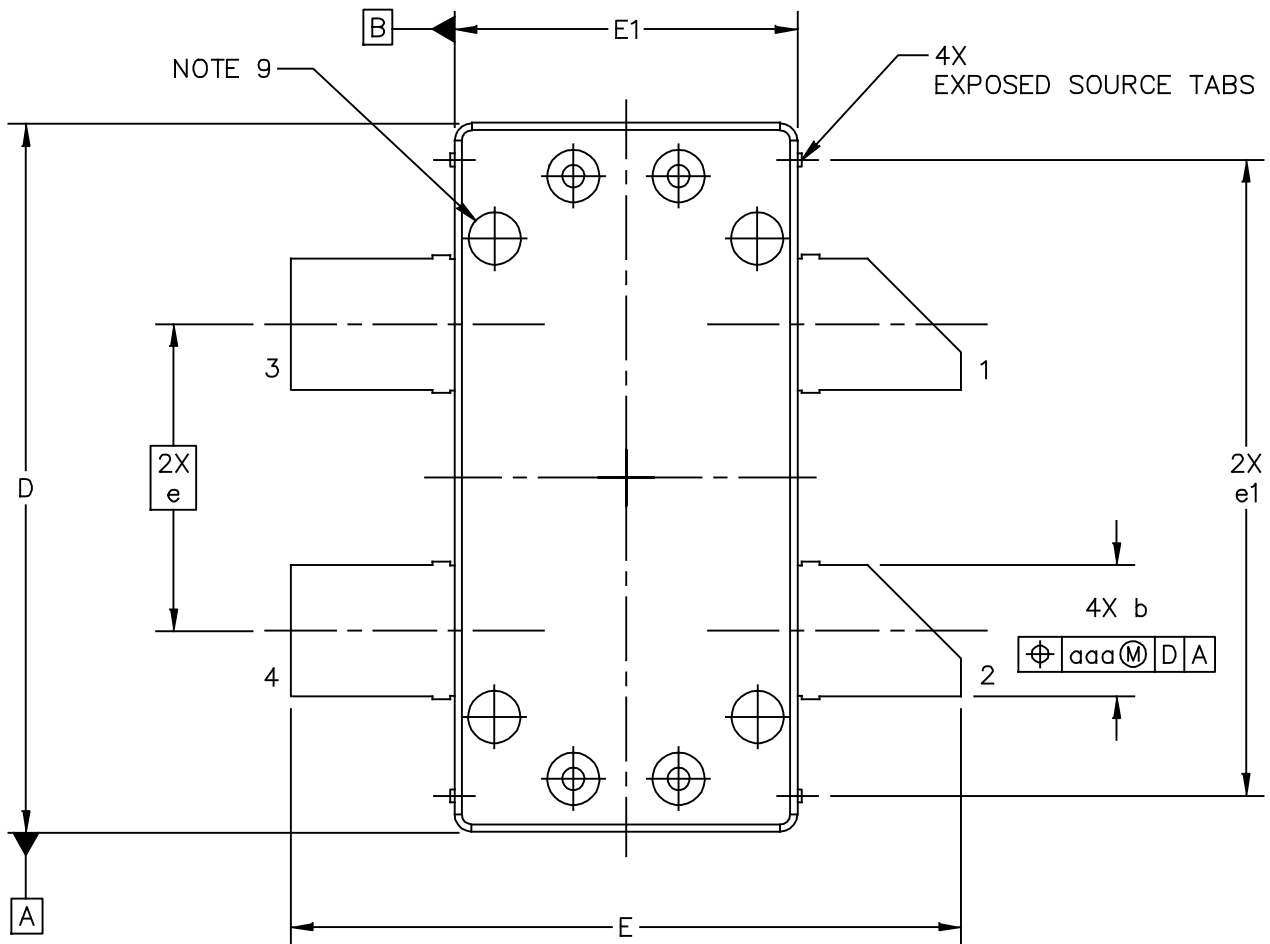 B
E1
4X
EXPOSED SOURCE TABS
NOTE 9
3
1
2X
e
D
2X
e1
4X b
⌖ aaa Ⓜ D A
4
2
A
E